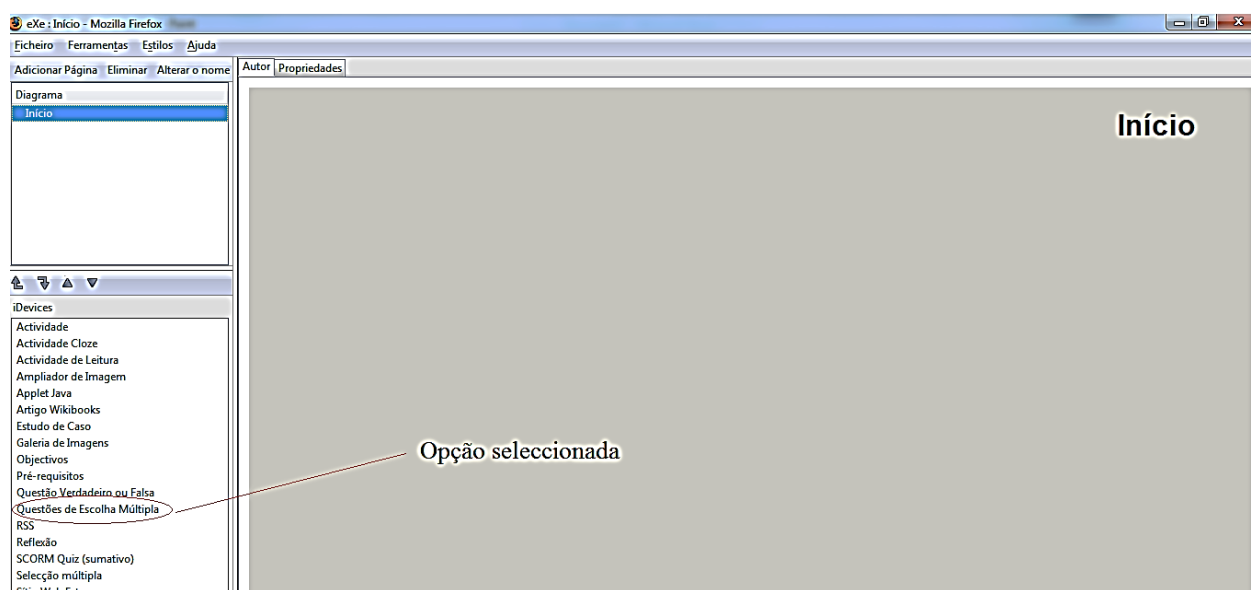 eXe : Início - Mozilla Firefox
Ficheiro Ferramentas Estilos Ajuda
Adicionar Página Eliminar Alterar o nome
Autor Propriedades
Diagrama
Início
Início
iDevices
Actividade
Actividade Cloze
Actividade de Leitura
Ampliador de Imagem
Applet Java
Artigo Wikibooks
Estudo de Caso
Galeria de Imagens
Opção seleccionada
Objectivos
Pré-requisitos
Questão Verdadeiro ou Falsa
Questões de Escolha Múltipla
RSS
Reflexão
SCORM Quiz (sumativo)
Selecção múltipla